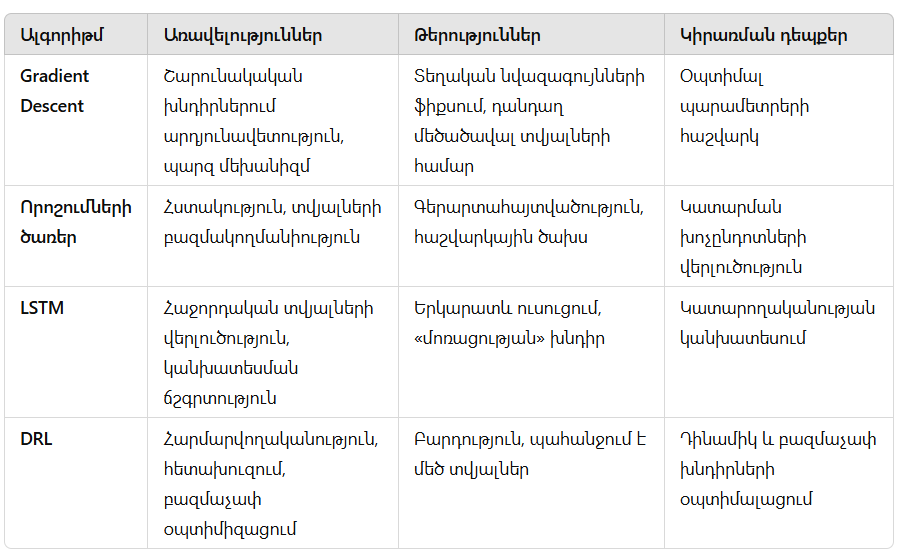 Ալգորիթմ Առավելություններ Թերություններ Կիրառման դեպքեր
Gradient Descent
Շարունակական
խնդիրներում
արդյունավետություն,
պարզ մեխանիզմ
Տեղական նվազագույնների
ֆիքսում, դանդաղ
մեծածավալ տվյալների
համար
Օպտիմալ
պարամետրերի
հաշվարկ
Որոշումների
ծառեր
Հստակություն, տվյալների
բազմակողմանիություն
Գերարտահայտվածություն,
հաշվարկային ծախս
Կատարման
խոչընդոտների
վերլուծություն
LSTM
Հաջորդական տվյալների
վերլուծություն,
կանխատեսման
ճշգրտություն
Երկարատև ուսուցում,
«մոռացության» խնդիր
Կատարողականության
կանխատեսում
DRL
Հարմարվողականություն,
հետախուզում,
բազմաչափ
օպտիմիզացում
Բարդություն, պահանջում է
մեծ տվյալներ
Դինամիկ և բազմաչափ
խնդիրների
օպտիմալացում